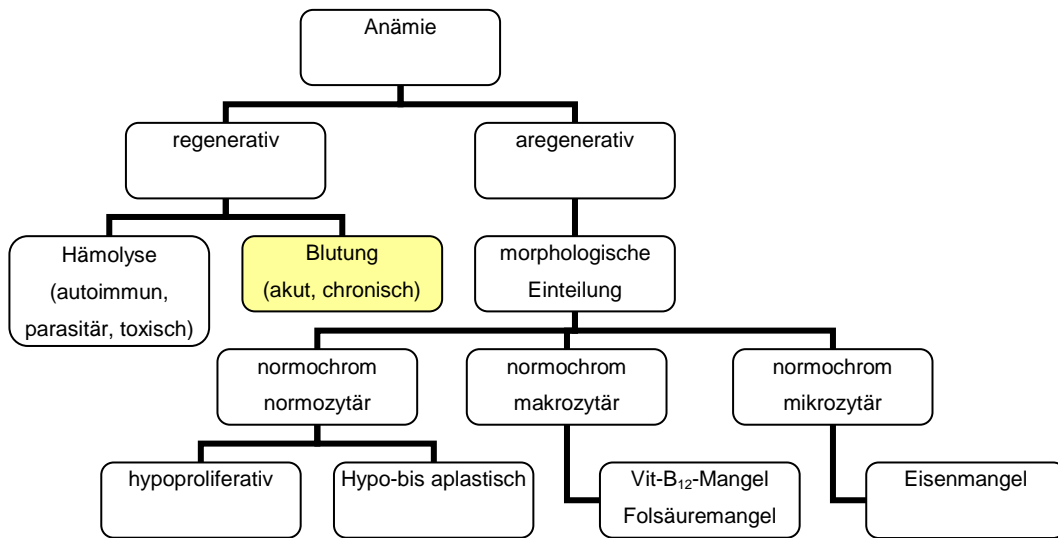 Anämie
regenerativ
aregenerativ
Hämolyse
(autoimmun,
parasitär, toxisch)
Blutung
(akut, chronisch)
morphologische
Einteilung
normochrom
normozytär
normochrom
makrozytär
normochrom
mikrozytär
hypoproliferativ
Hypo-bis aplastisch
Vit-B₁₂-Mangel
Folsäuremangel
Eisenmangel